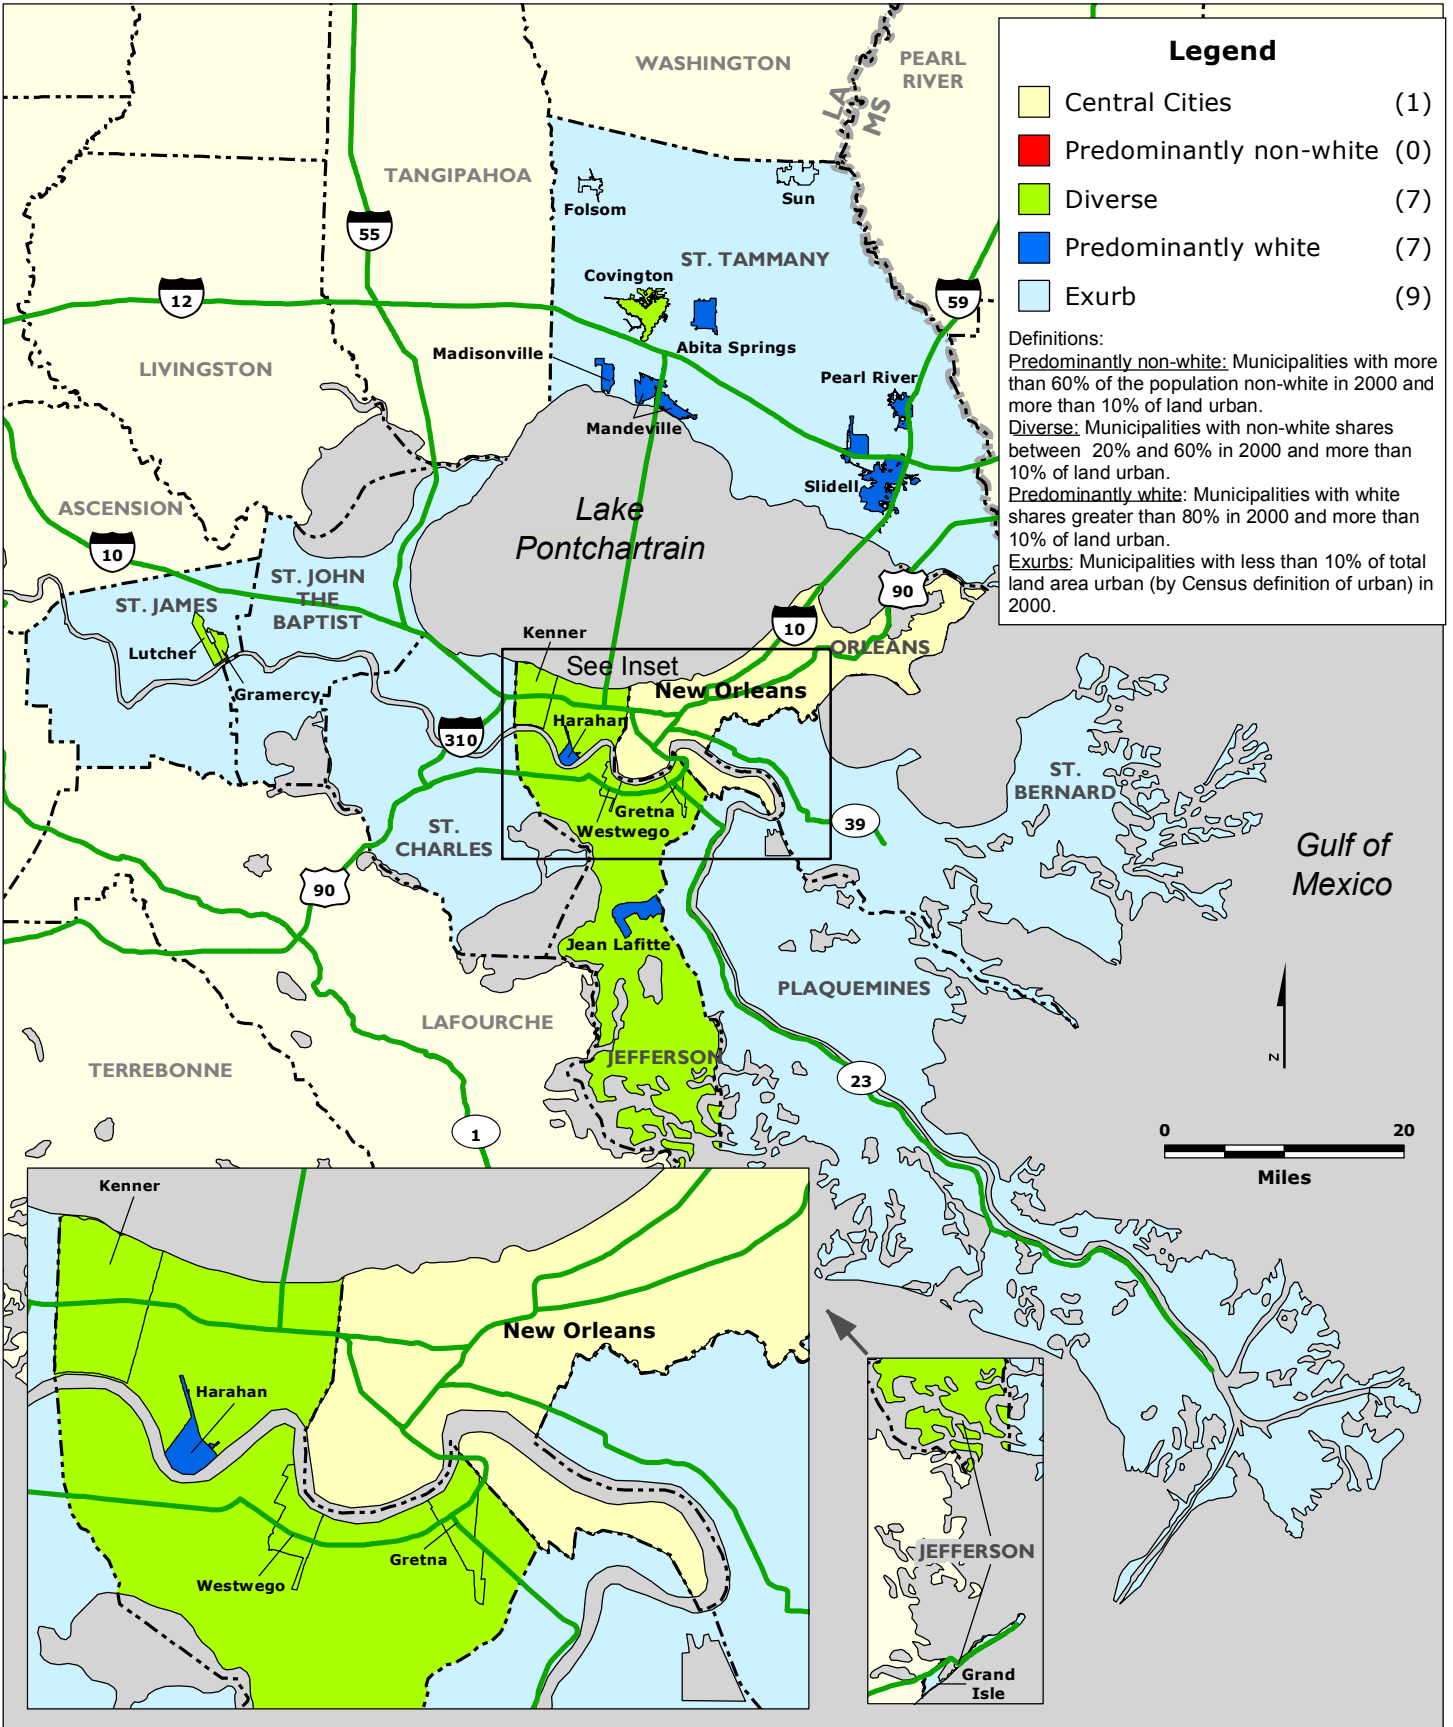 WASHINGTON
PEARL
RIVER
LA
MS
TANGIPAHOA
Folsom
Sun
55
ST. TAMMANY
Covington
12
59
Abita Springs
Madisonville
LIVINGSTON
Pearl River
Mandeville
Slidell
ASCENSION
Lake
Pontchartrain
10
ST. JOHN
THE
BAPTIST
ST. JAMES
90
10
Lutcher
Kenner
ORLEANS
See Inset
Gramercy
New Orleans
Harahan
310
Gretna
Westwego
39
ST.
BERNARD
ST.
CHARLES
Gulf of
Mexico
90
Jean Lafitte
PLAQUEMINES
LAFOURCHE
JEFFERSON
TERREBONNE
23
1
N
0 20
Miles
Legend
Central Cities (1)
Predominantly non-white (0)
Diverse (7)
Predominantly white (7)
Exurb (9)
Definitions:
Predominantly non-white: Municipalities with more
than 60% of the population non-white in 2000 and
more than 10% of land urban.
Diverse: Municipalities with non-white shares
between 20% and 60% in 2000 and more than
10% of land urban.
Predominantly white: Municipalities with white
shares greater than 80% in 2000 and more than
10% of land urban.
Exurbs: Municipalities with less than 10% of total
land area urban (by Census definition of urban) in
2000.
Kenner
New Orleans
Harahan
Gretna
Westwego
JEFFERSON
Grand
Isle